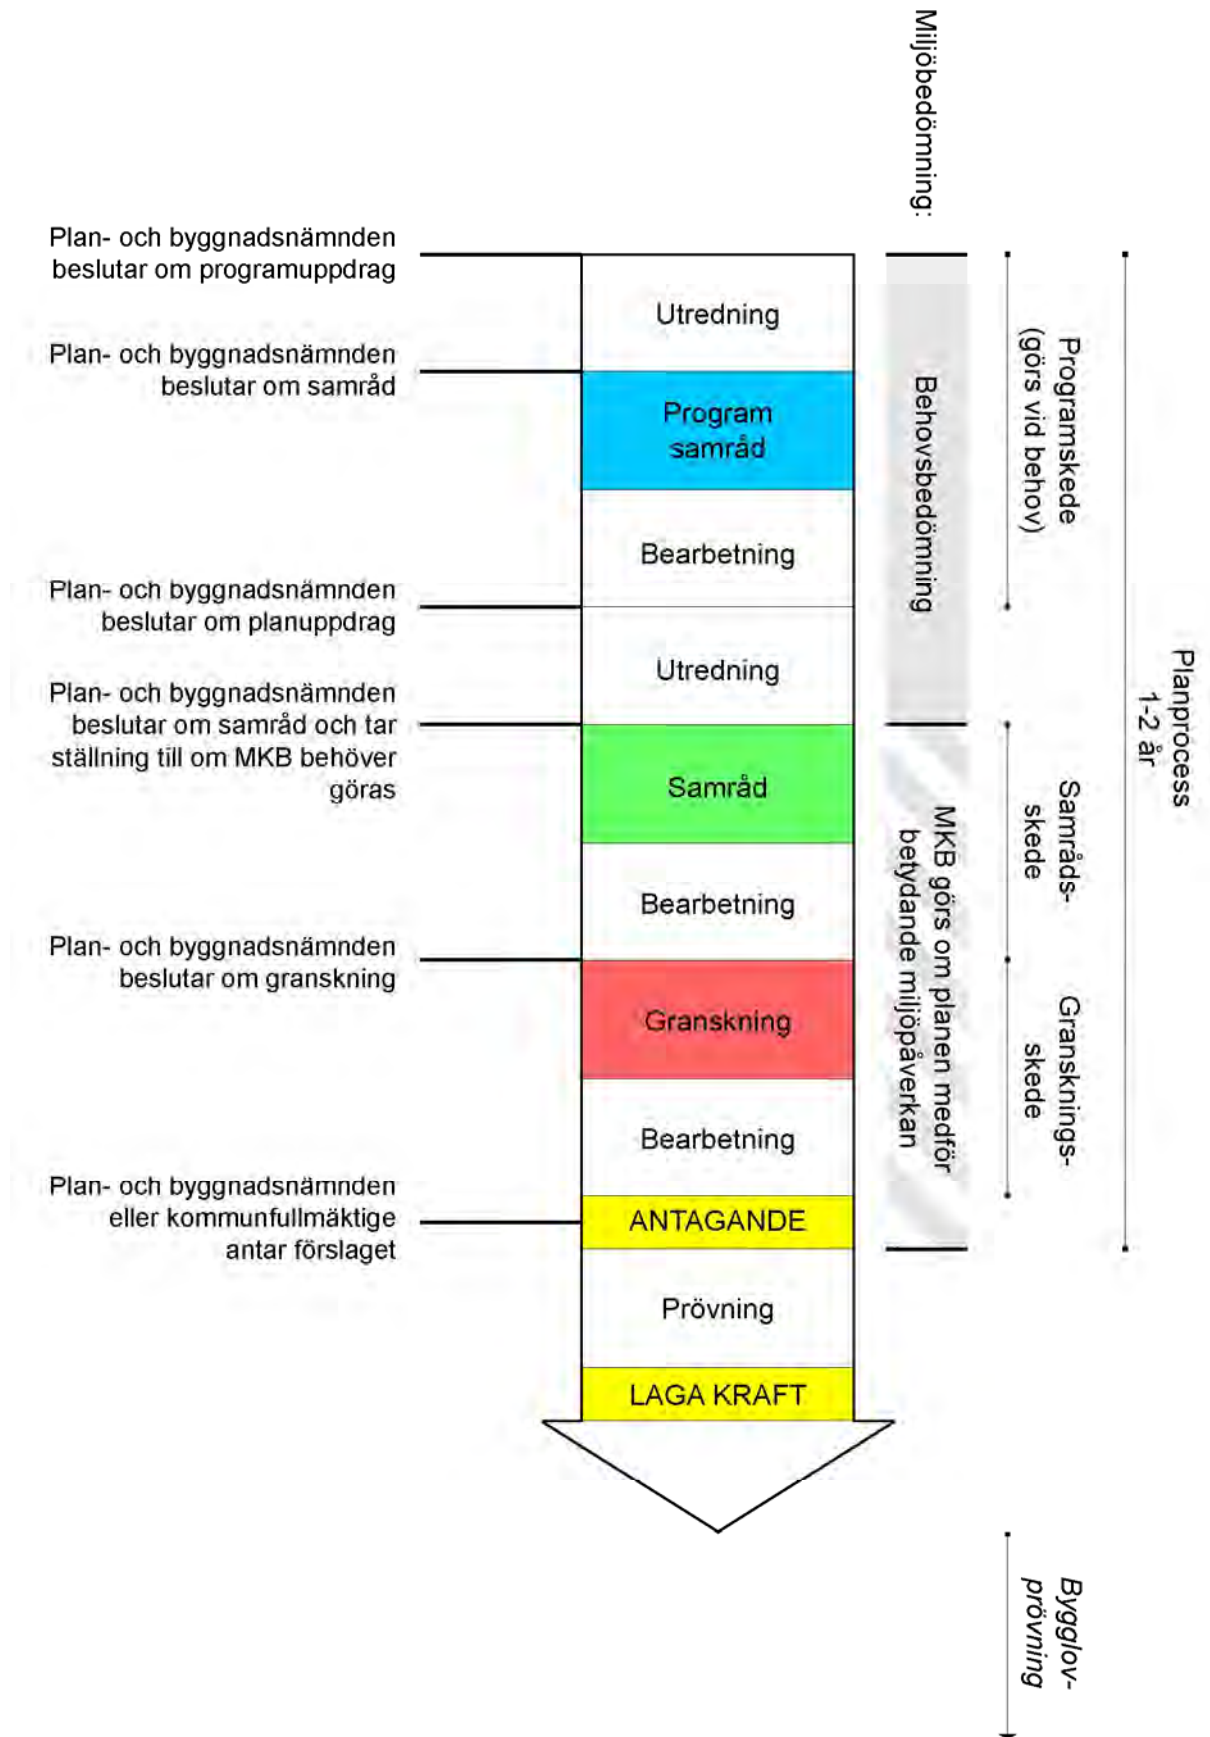 Miljöbedömning:
Plan- och byggnadsnämnden
beslutar om programuppdrag
Plan- och byggnadsnämnden
beslutar om samråd
Plan- och byggnadsnämnden
beslutar om planuppdrag
Plan- och byggnadsnämnden
beslutar om samråd och tar
ställning till om MKB behöver
göras
Plan- och byggnadsnämnden
beslutar om granskning
Plan- och byggnadsnämnden
eller kommunfullmäktige
antar förslaget
Utredning
Program
samråd
Bearbetning
Utredning
Samråd
Bearbetning
Granskning
Bearbetning
ANTAGANDE
Prövning
LAGA KRAFT
Behovsbedömning
MKB görs om planen medför
betydande miljöpåverkan
Programskede
(görs vid behov)
Samråds-
skede
Gransknings-
skede
Planprocess
1-2 år
Bygglov-
prövning